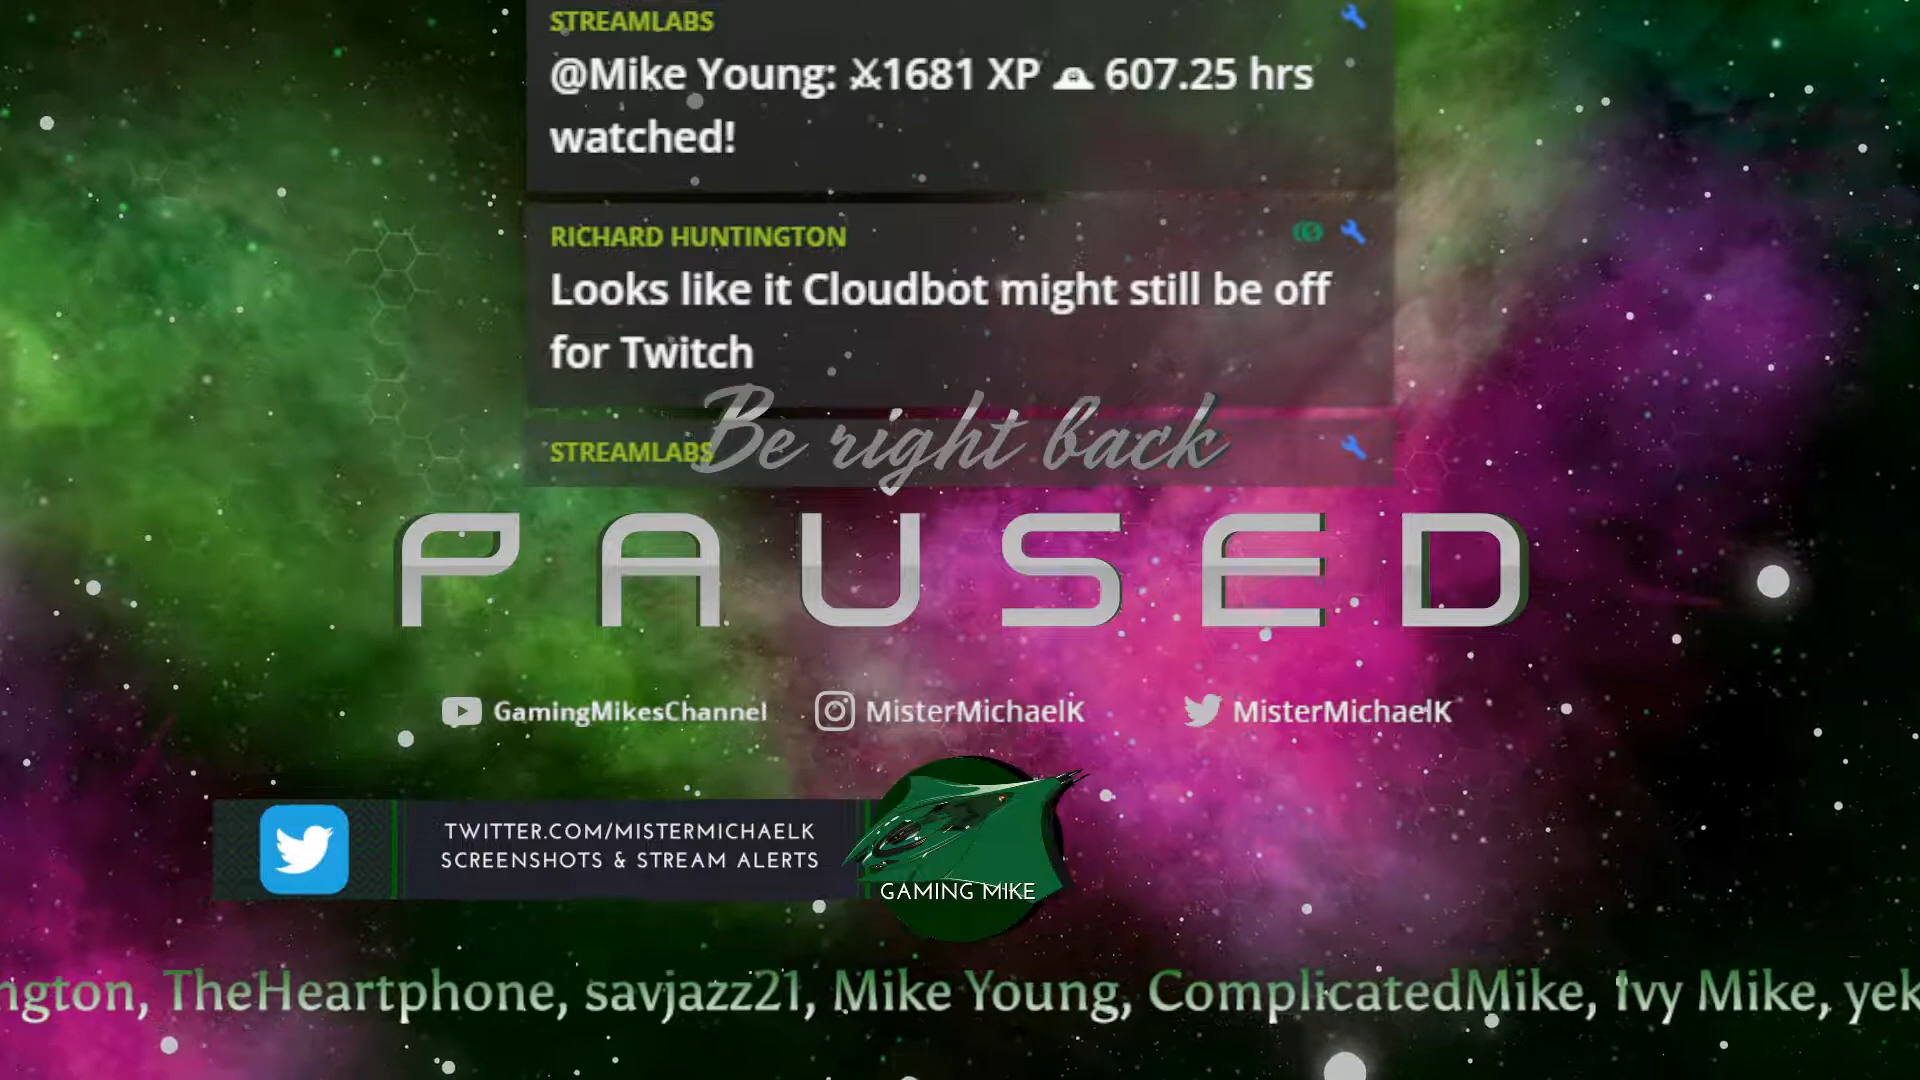 STREAMLABS
@Mike Young: ⚔1681 XP 🕰 607.25 hrs
watched!
RICHARD HUNTINGTON
Looks like it Cloudbot might still be off
for Twitch
STREAMLABS
Be right back
PAUSED
GamingMikesChannel MisterMichaelK MisterMichaelK
TWITTER.COM/MISTERMICHAELK
SCREENSHOTS & STREAM ALERTS
GAMING MIKE
ngton, TheHeartphone, savjazz21, Mike Young, ComplicatedMike, Ivy Mike, yek